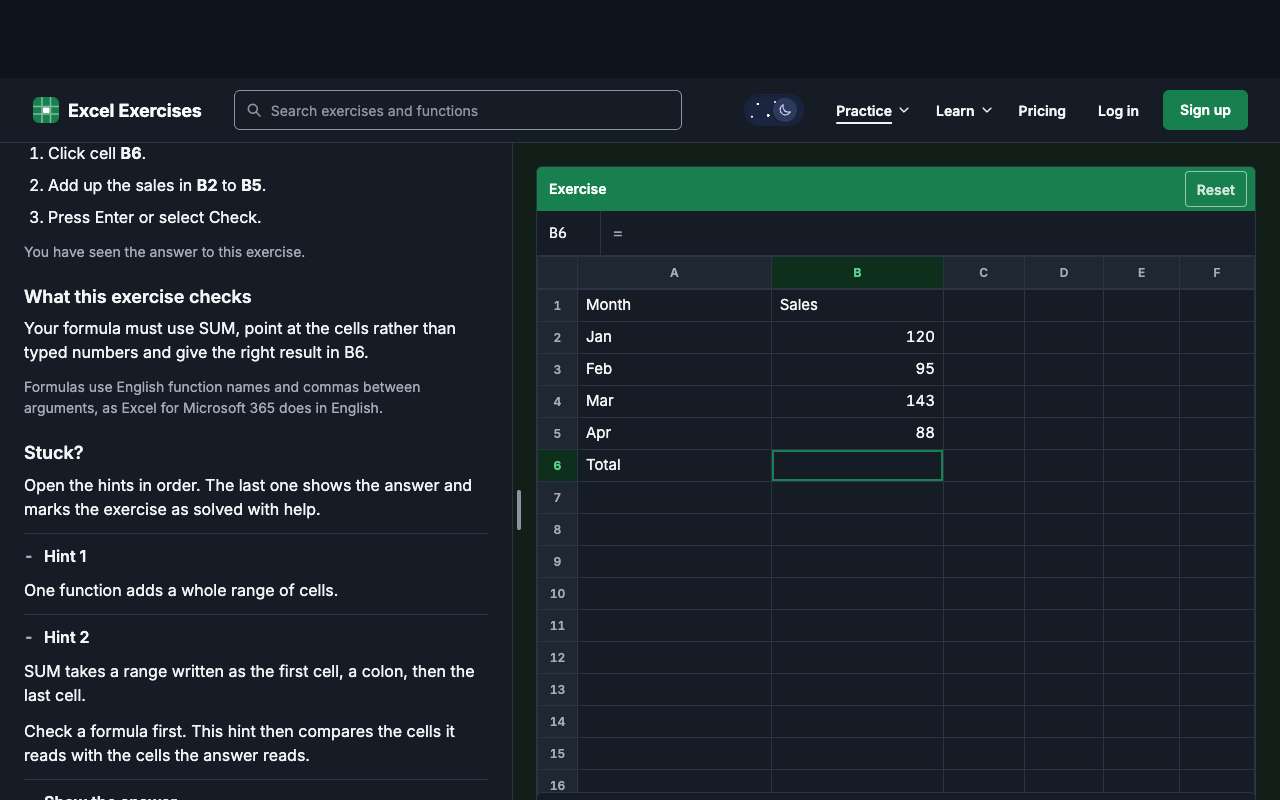 Excel Exercises
Search exercises and functions
Practice
Learn
Pricing
Log in
Sign up
1. Click cell B6.
2. Add up the sales in B2 to B5.
3. Press Enter or select Check.
You have seen the answer to this exercise.
What this exercise checks
Your formula must use SUM, point at the cells rather than
typed numbers and give the right result in B6.
Formulas use English function names and commas between
arguments, as Excel for Microsoft 365 does in English.
Stuck?
Open the hints in order. The last one shows the answer and
marks the exercise as solved with help.
- Hint 1
One function adds a whole range of cells.
- Hint 2
SUM takes a range written as the first cell, a colon, then the
last cell.
Check a formula first. This hint then compares the cells it
reads with the cells the answer reads.
Show the answer
Exercise
Reset
B6 =
A B C D E F
1 Month Sales
2 Jan 120
3 Feb 95
4 Mar 143
5 Apr 88
6 Total
7
8
9
10
11
12
13
14
15
16